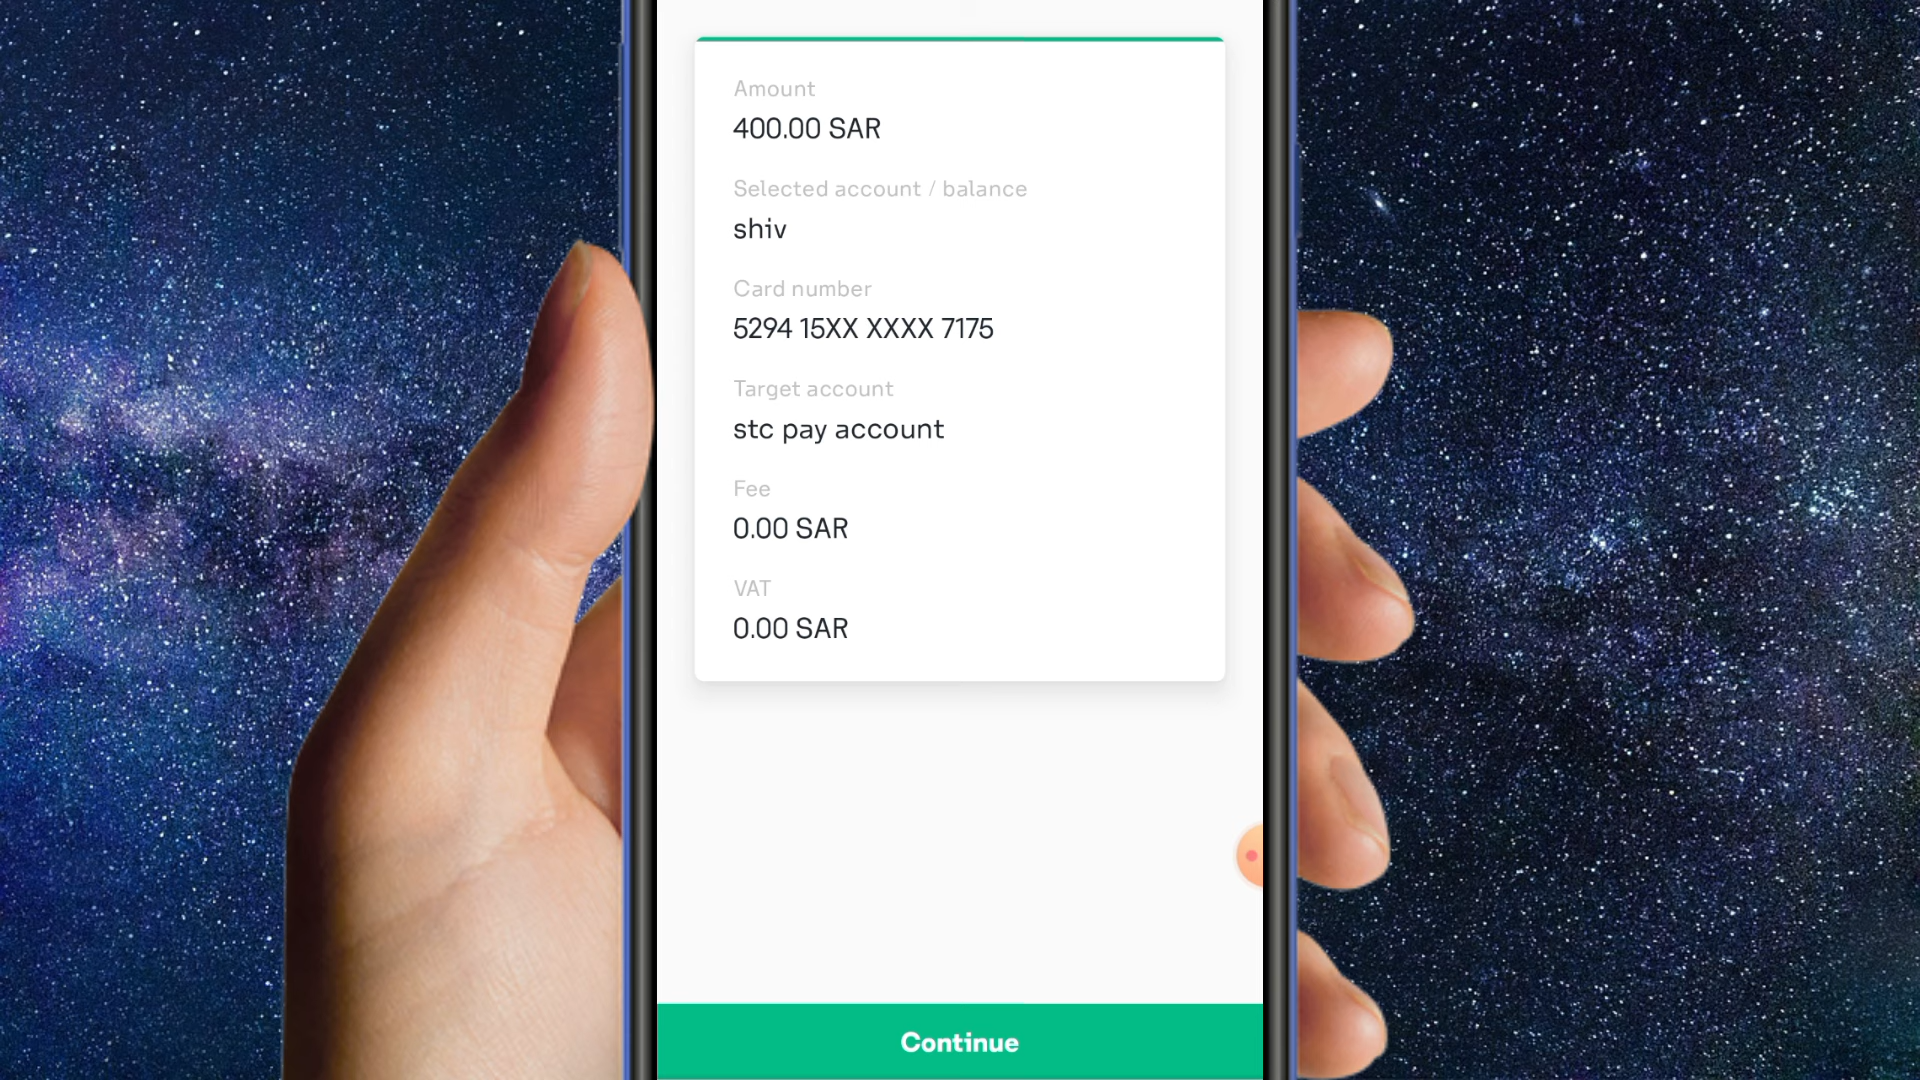 Amount
400.00 SAR
Selected account / balance
shiv
Card number
5294 15XX XXXX 7175
Target account
stc pay account
Fee
0.00 SAR
VAT
0.00 SAR
Continue